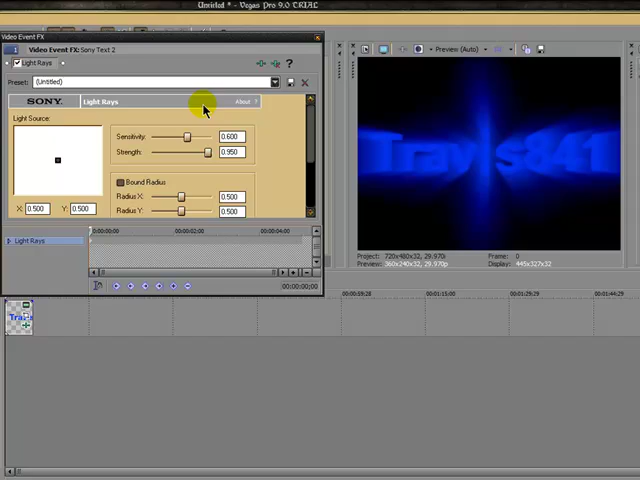 Untitled * - Vegas Pro 9.0 CRIAL
Video Event FX
Video Event FX: Sony Text 2
Light Rays
Preset: (Untitled)
SONY. Light Rays About ?
Light Source:
Sensitivity: 0.600
Strength: 0.950
Bound Radius
Radius X: 0.500
X: 0.500 Y: 0.500
Radius Y: 0.500
0:00:00:00 00:00:02:00 00:00:04:00
Light Rays
00:00:00;00
Preview (Auto)
Travis841
Project: 720x480x32, 29.970i
Frame: 0
Preview: 360x240x32, 29.970p
Display: 445x327x32
00:00:59;28 00:01:15;00 00:01:29;29 00:01:44;29